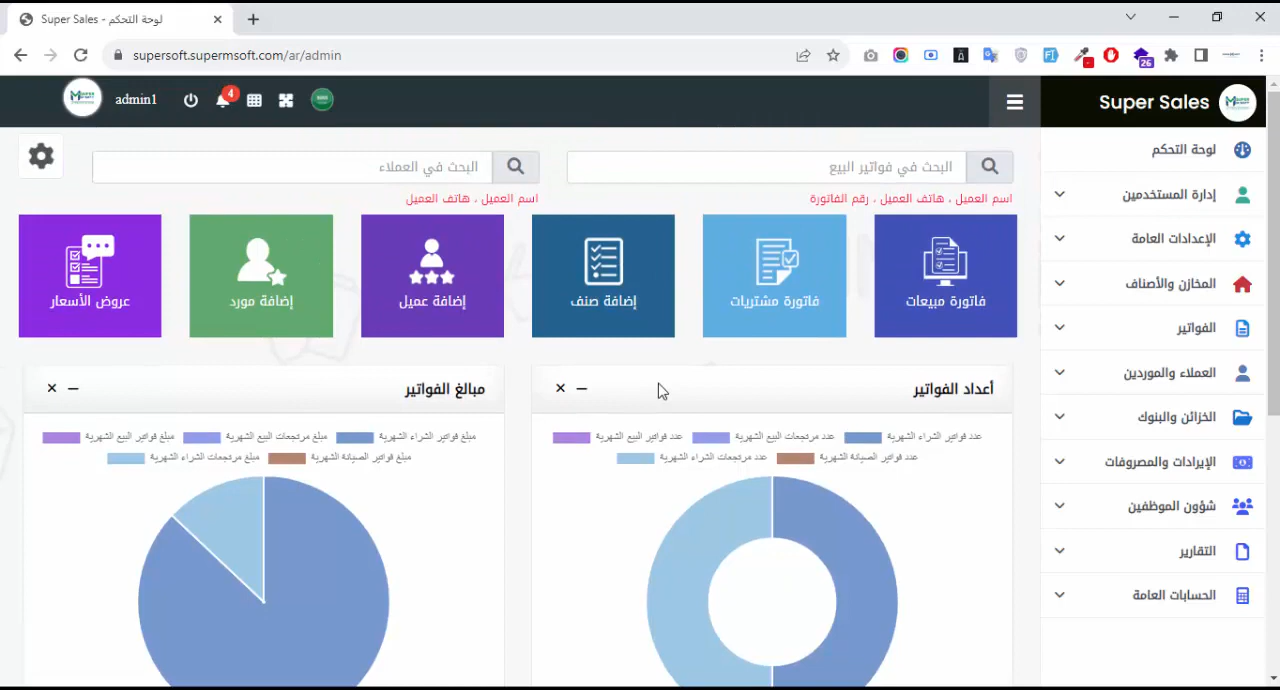 لوحة التحكم - Super Sales
supersoft.supermsoft.com/ar/admin
26
Super Sales
admin1
4
لوحة التحكم
إدارة المستخدمين
الإعدادات العامة
المخازن والأصناف
الفواتير
العملاء والموردين
الخزائن والبنوك
الإيرادات والمصروفات
شؤون الموظفين
التقارير
الحسابات العامة
البحث في فواتير البيع
اسم العميل ، هاتف العميل ، رقم الفاتورة
البحث في العملاء
اسم العميل ، هاتف العميل
فاتورة مبيعات
فاتورة مشتريات
إضافة صنف
إضافة عميل
إضافة مورد
عروض الأسعار
أعداد الفواتير
عدد فواتير البيع الشهرية عدد مرتجعات البيع الشهرية عدد فواتير الشراء الشهرية
عدد مرتجعات الشراء الشهرية عدد فواتير الصيانة الشهرية
مبالغ الفواتير
مبلغ فواتير البيع الشهرية مبلغ مرتجعات البيع الشهرية مبلغ فواتير الشراء الشهرية
مبلغ مرتجعات الشراء الشهرية مبلغ فواتير الصيانة الشهرية